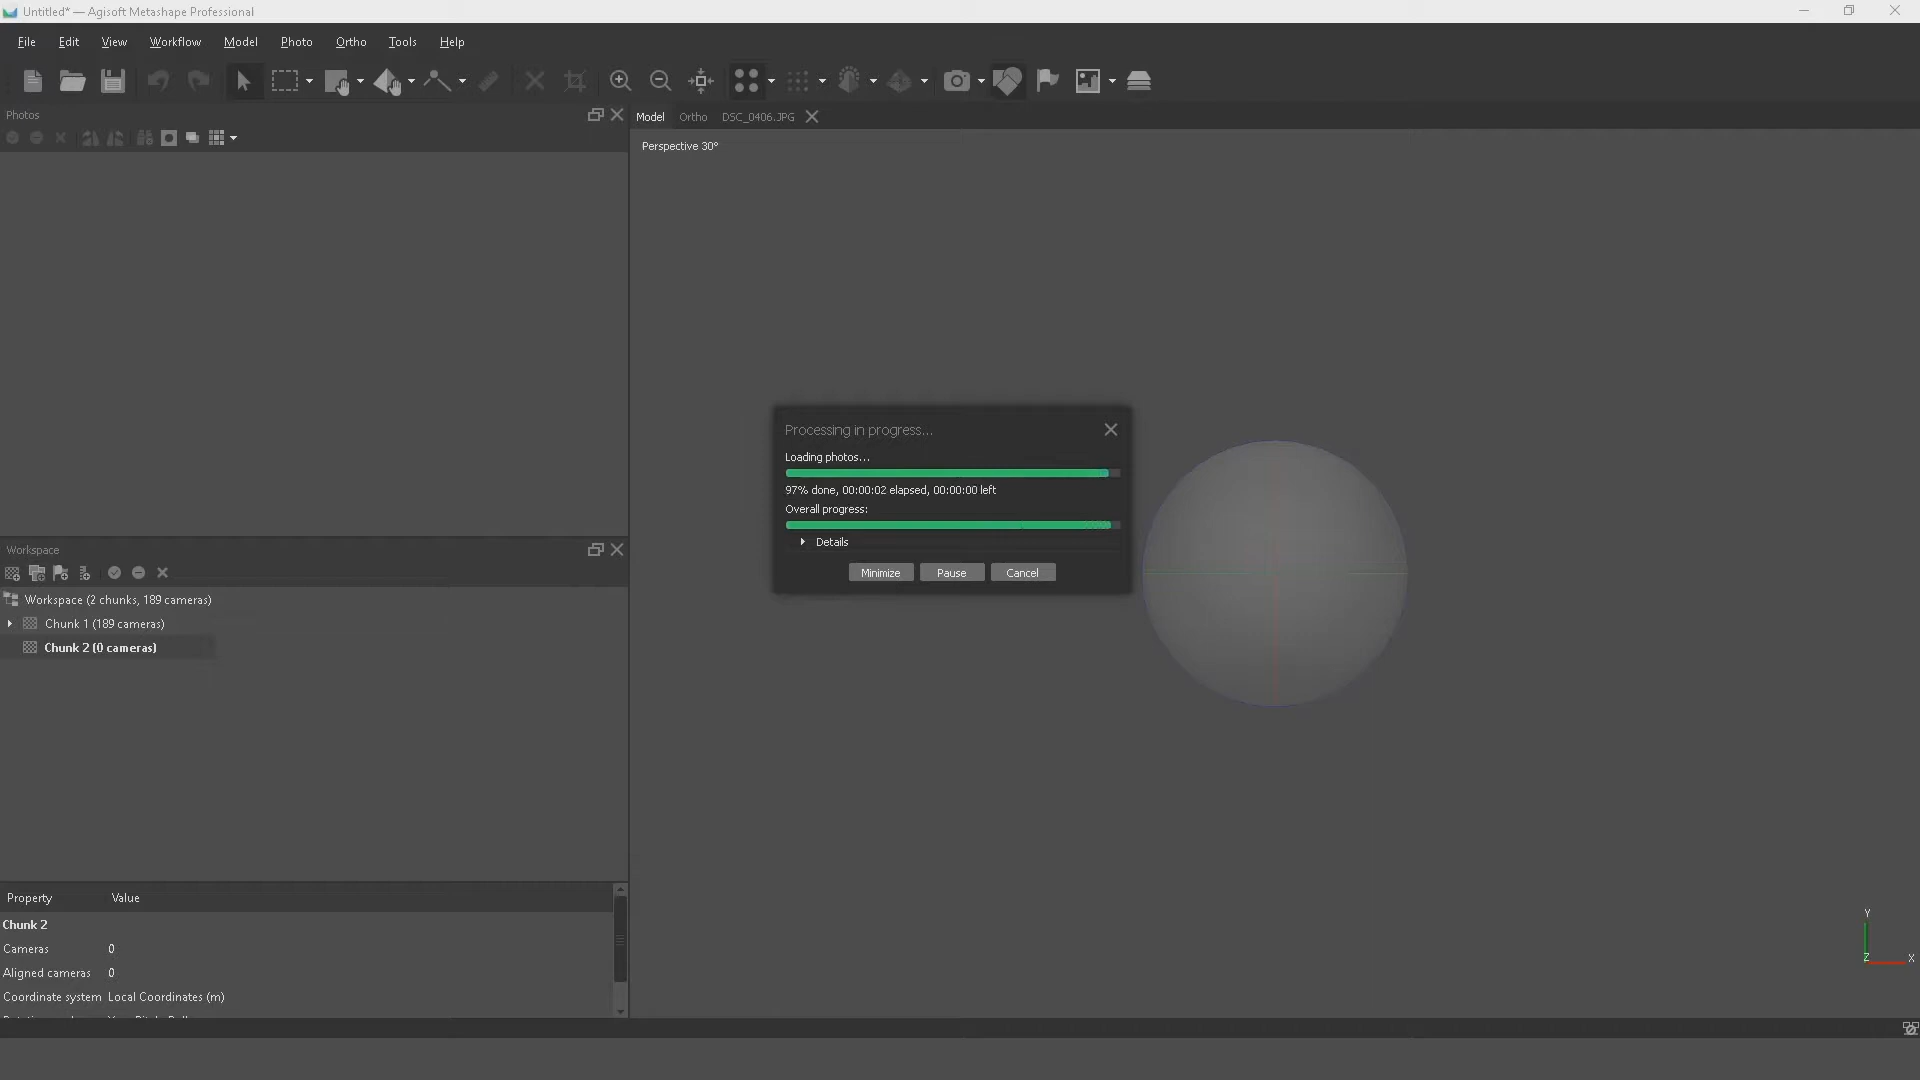 Untitled* — Agisoft Metashape Professional
File Edit View Workflow Model Photo Ortho Tools Help
Photos
Model Ortho DSC_0406.JPG
Perspective 30°
Processing in progress...
Loading photos...
97% done, 00:00:02 elapsed, 00:00:00 left
Overall progress:
Details
Minimize Pause Cancel
Workspace
Workspace (2 chunks, 189 cameras)
Chunk 1 (189 cameras)
Chunk 2 (0 cameras)
Property Value
Chunk 2
Cameras 0
Aligned cameras 0
Coordinate system Local Coordinates (m)
Y
Z X